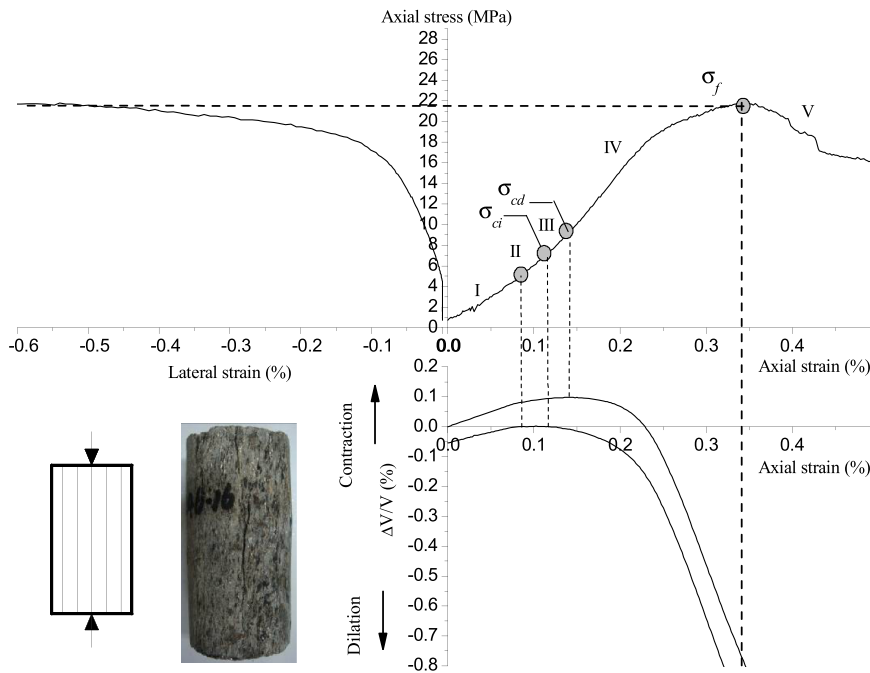 Axial stress (MPa)
28
26
24
22
20
18
16
14
12
10
8
6
4
2
0
σf
V
IV
σcd
σci
III
II
I
-0.6 -0.5 -0.4 -0.3 -0.2 -0.1 0.0 0.1 0.2 0.3 0.4
Lateral strain (%)
Axial strain (%)
0.2
0.1
0.0
-0.1
-0.2
-0.3
-0.4
-0.5
-0.6
-0.7
-0.8
0.0 0.1 0.2 0.3 0.4
Axial strain (%)
Contraction
ΔV/V (%)
Dilation